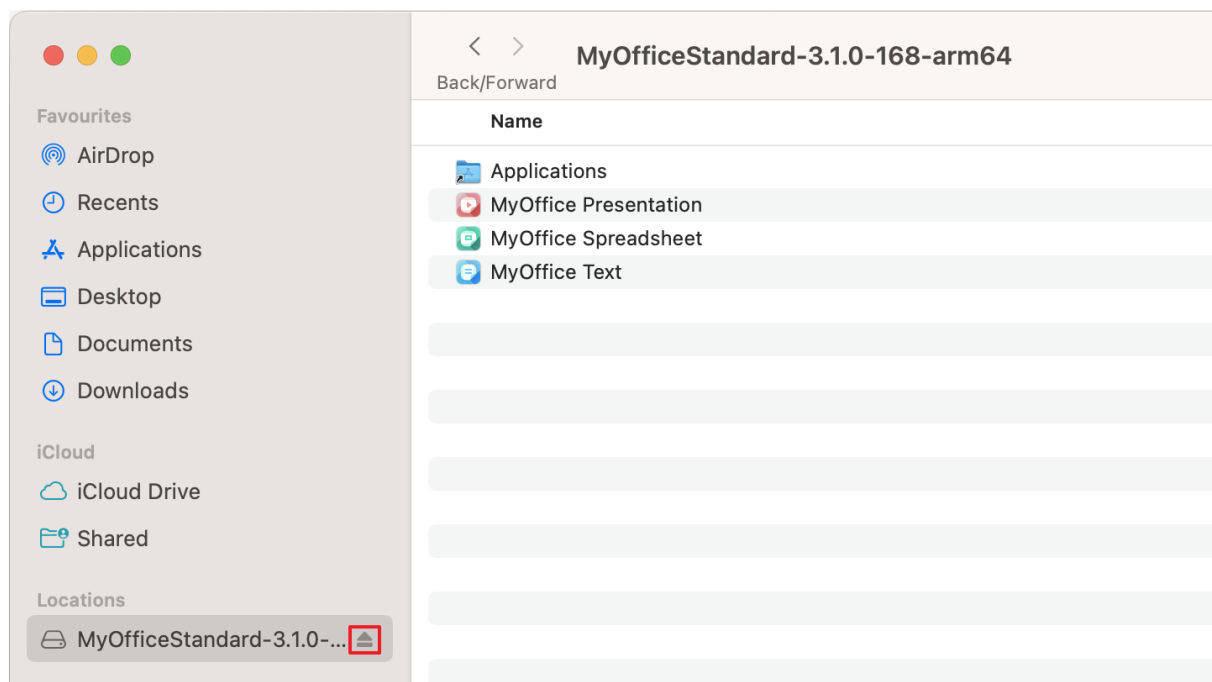 MyOfficeStandard-3.1.0-168-arm64
Back/Forward
Favourites
AirDrop
Recents
Applications
Desktop
Documents
Downloads
iCloud
iCloud Drive
Shared
Locations
MyOfficeStandard-3.1.0-...
Name
Applications
MyOffice Presentation
MyOffice Spreadsheet
MyOffice Text